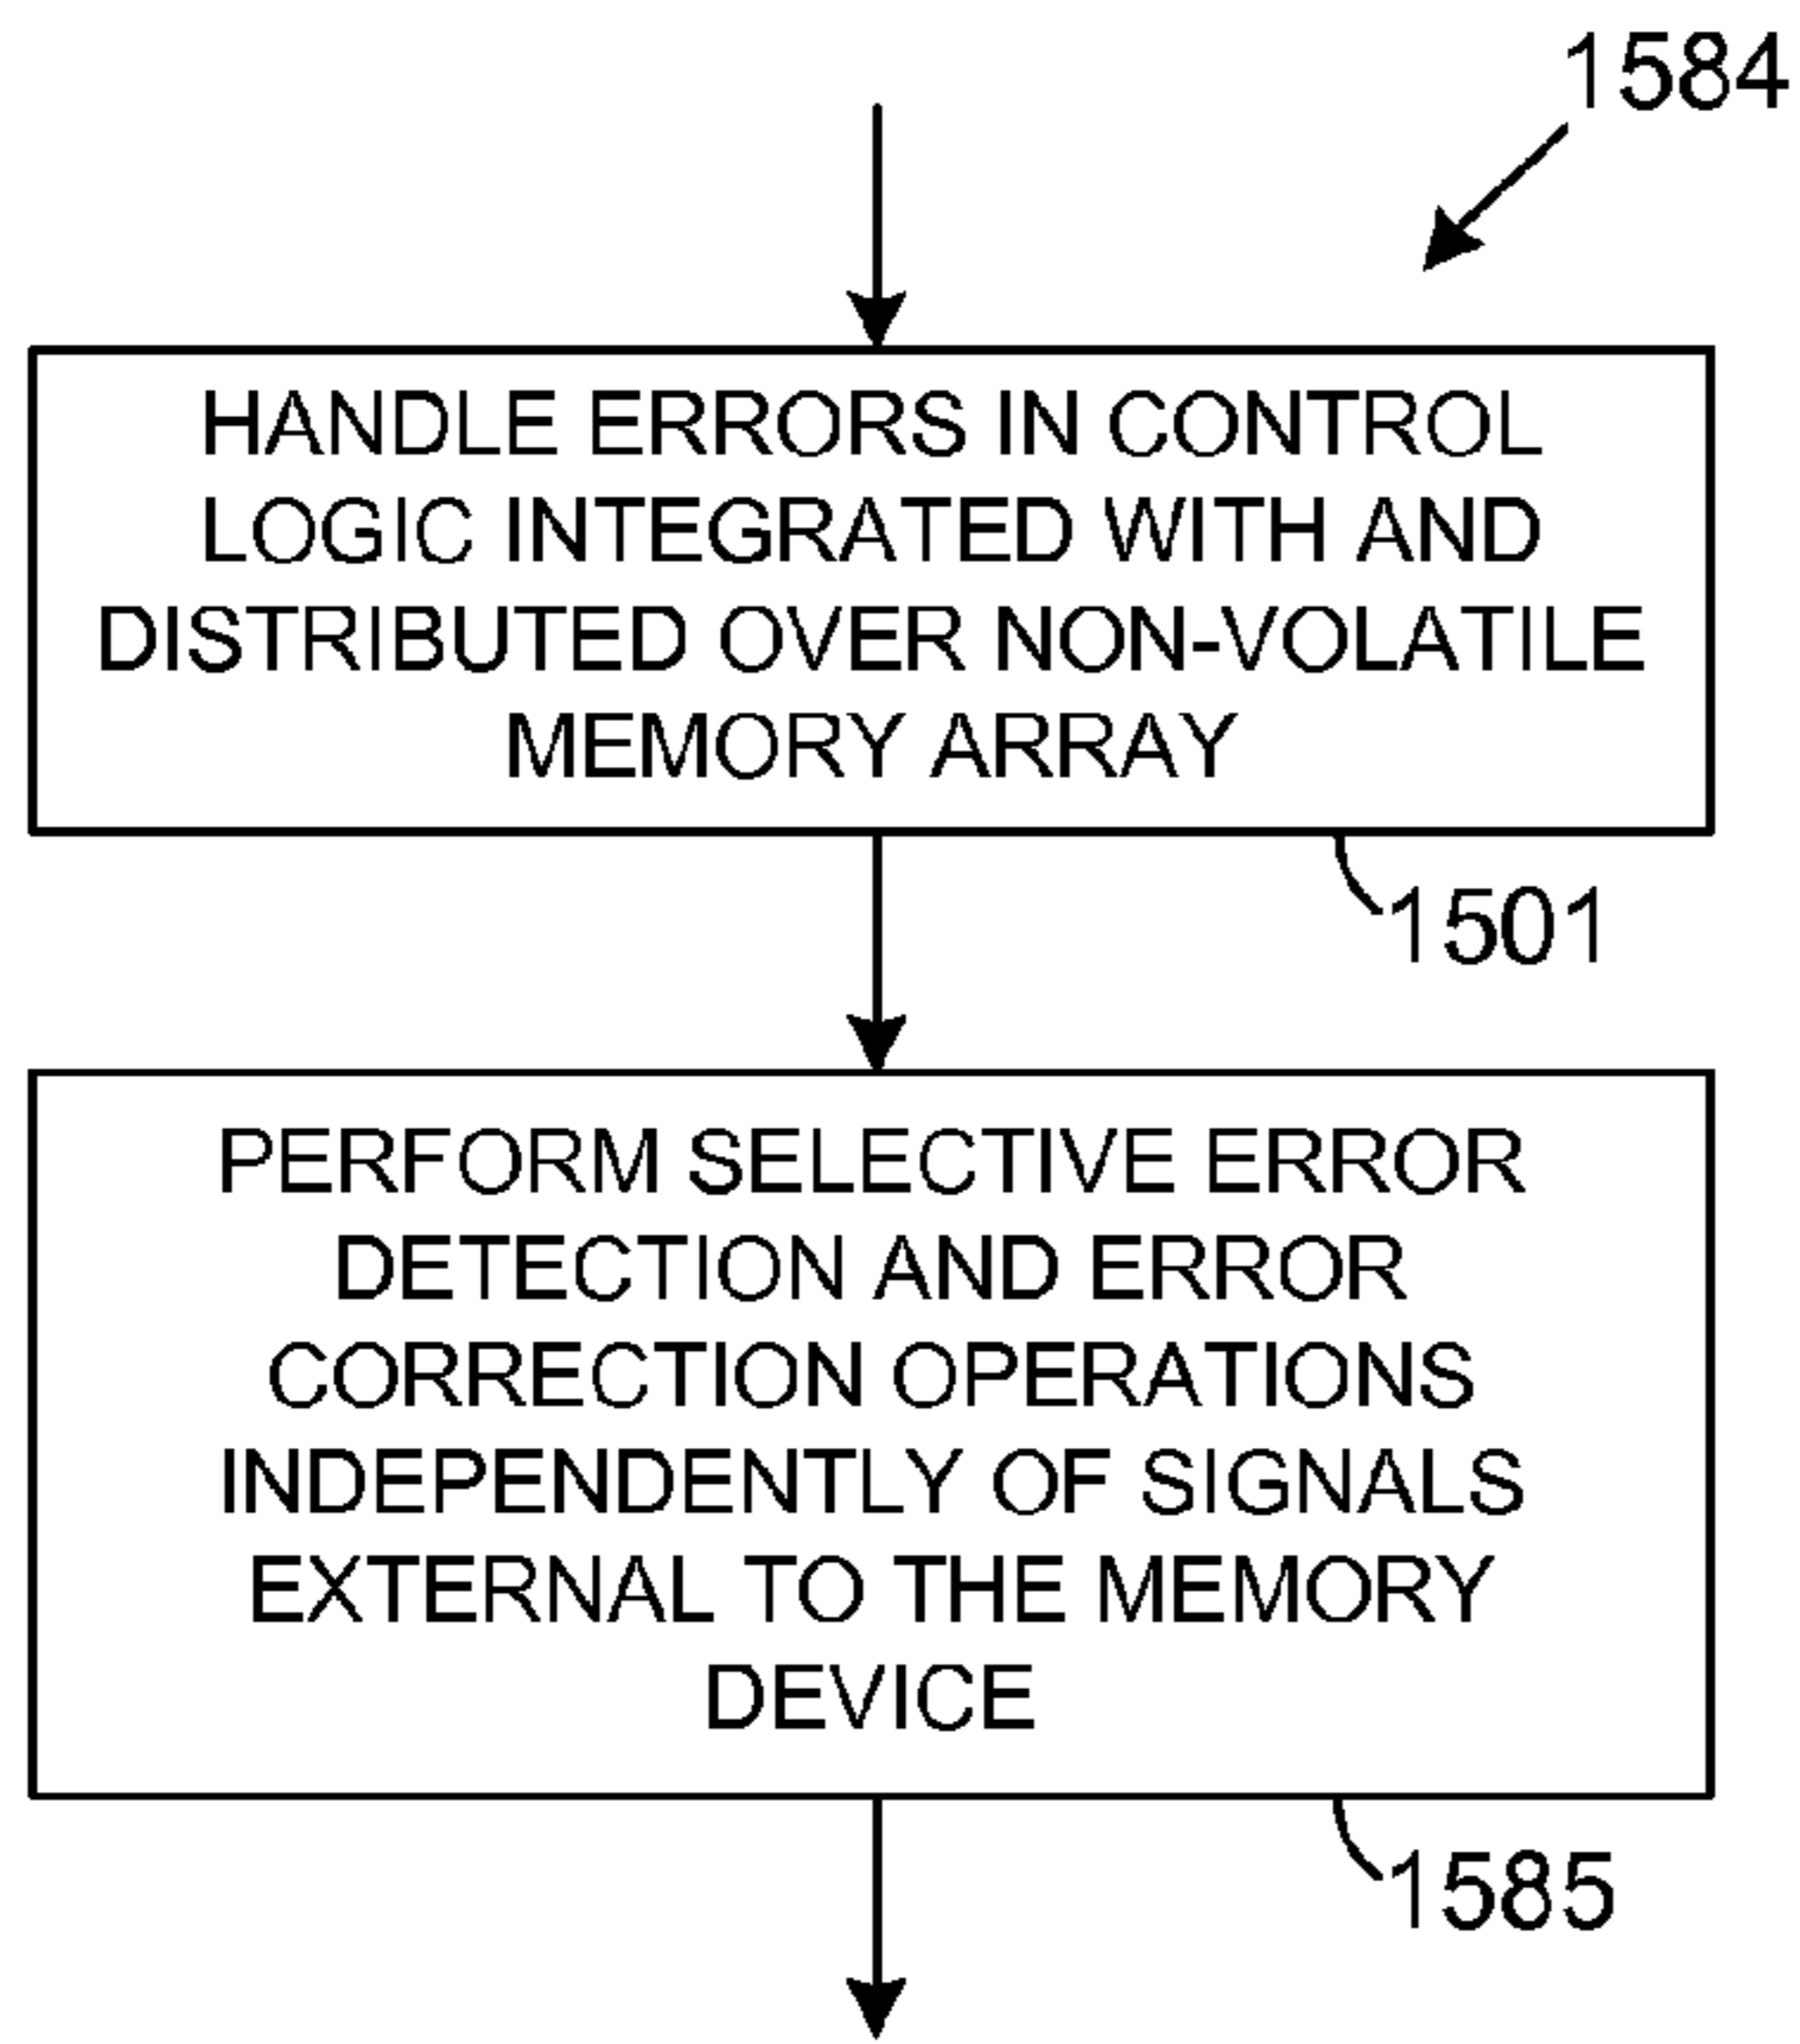 1584
HANDLE ERRORS IN CONTROL
LOGIC INTEGRATED WITH AND
DISTRIBUTED OVER NON-VOLATILE
MEMORY ARRAY
1501
PERFORM SELECTIVE ERROR
DETECTION AND ERROR
CORRECTION OPERATIONS
INDEPENDENTLY OF SIGNALS
EXTERNAL TO THE MEMORY
DEVICE
1585